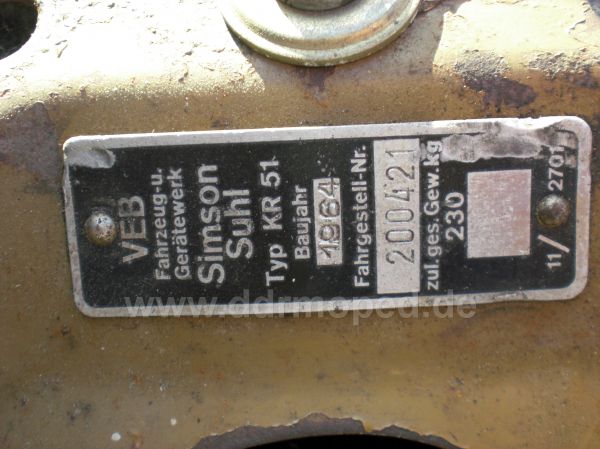 VEB
Fahrzeug-u.
Gerätewerk
Simson
Suhl
Typ KR 51
Baujahr
1964
Fahrgestell-Nr.
200421
zul.ges Gew.kg
230
11/ 2701
www.ddrmoped.de